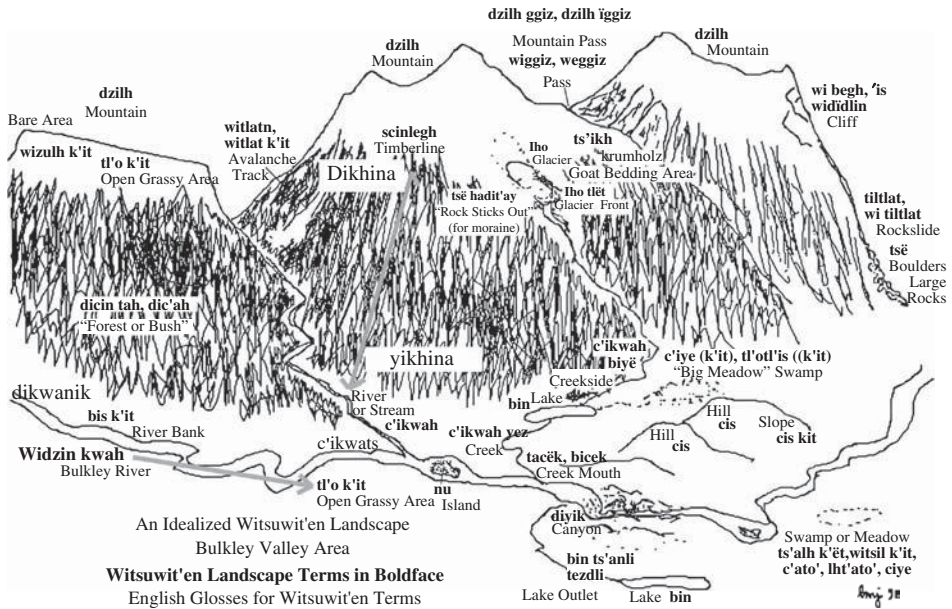 dzilh ggiz, dzilh ïggiz
Mountain Pass
wiggiz, weggiz
Pass
dzilh
Mountain
dzilh
Mountain
dzilh
Mountain
Bare Area
wizulh k'it
tl'o k'it
Open Grassy Area
witlatn,
witlat k'it
Avalanche
Track
scinlegh
Timberline
Dikhina
tsë hadit'ay
"Rock Sticks Out"
(for moraine)
lho
Glacier
lho tlët
Glacier Front
ts'ikh
krumholz
Goat Bedding Area
wi begh, 'is
widïdlin
Cliff
tiltlat,
wi tiltlat
Rockslide
tsë
Boulders
Large
Rocks
dicin tah, dic'ah
"Forest or Bush"
yikhina
c'ikwah
biyë
Creekside
c'iye (k'it), tl'otl'is ((k'it)
"Big Meadow" Swamp
dikwanik
bis k'it
River Bank
River
or Stream
c'ikwah
bin
Lake
Hill
cis
Slope
cis kit
Hill
cis
Widzin kwah
Bulkley River
c'ikwats
c'ikwah yez
Creek
tacëk, bicek
Creek Mouth
tl'o k'it
Open Grassy Area
nu
Island
diyik
Canyon
An Idealized Witsuwit'en Landscape
Bulkley Valley Area
Witsuwit'en Landscape Terms in Boldface
English Glosses for Witsuwit'en Terms
bin ts'anli
tezdli
Lake Outlet
Lake bin
Swamp or Meadow
ts'alh k'ët,witsil k'it,
c'ato', lht'ato', ciye